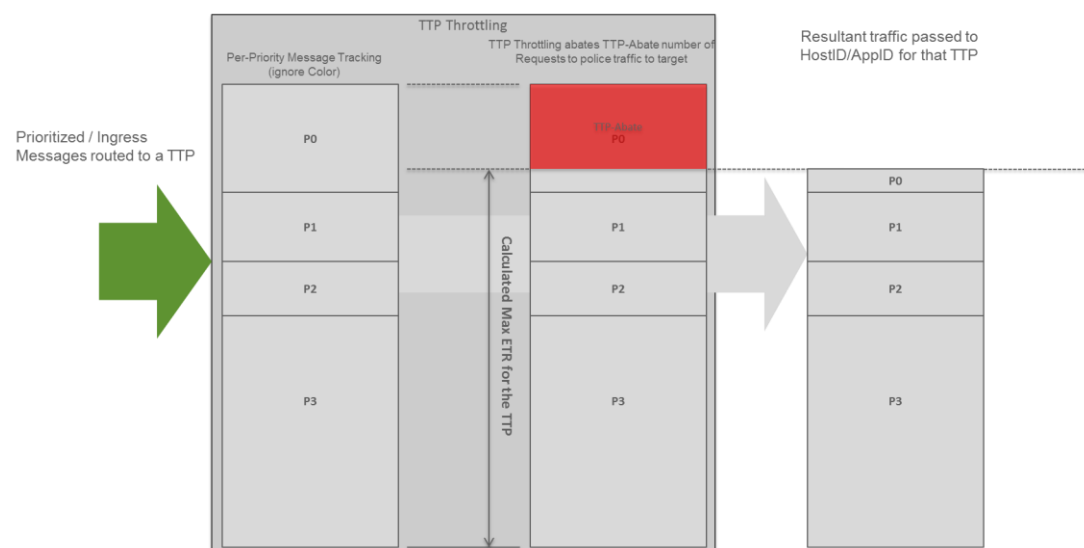 TTP Throttling
Per-Priority Message Tracking
(ignore Color)
TTP Throttling abates TTP-Abate number of
Requests to police traffic to target
Resultant traffic passed to
HostID/AppID for that TTP
Prioritized / Ingress
Messages routed to a TTP
P0
P1
P2
P3
Calculated Max ETR for the TTP
TTP-Abate
P0
P1
P2
P3
P0
P1
P2
P3